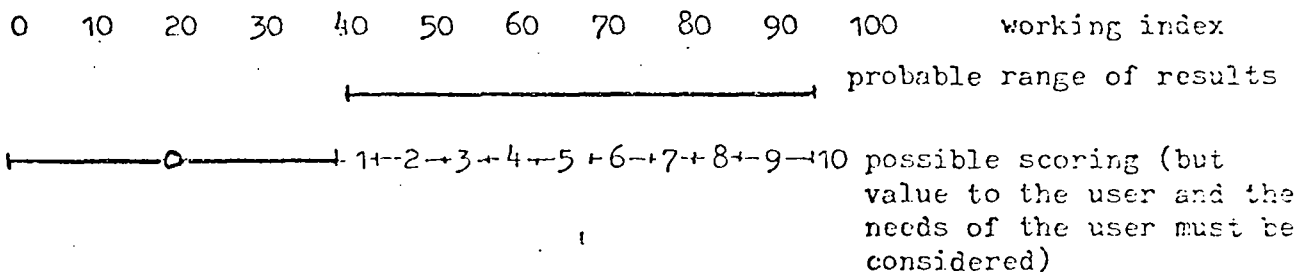 0 10 20 30 40 50 60 70 80 90 100 working index
probable range of results
0 1 2 3 4 5 6 7 8 9 10 possible scoring (but
value to the user and the
needs of the user must be
considered)